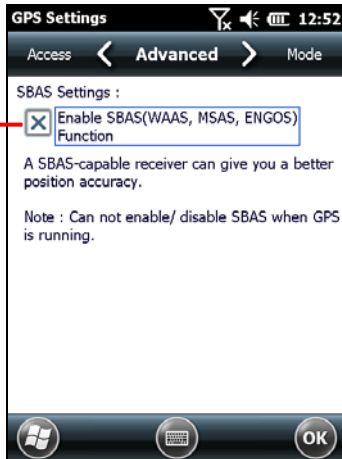 GPS Settings 12:52
Access Advanced Mode
SBAS Settings :
Enable SBAS(WAAS, MSAS, ENGOS)
Function
A SBAS-capable receiver can give you a better
position accuracy.
Note : Can not enable/ disable SBAS when GPS
is running.
OK